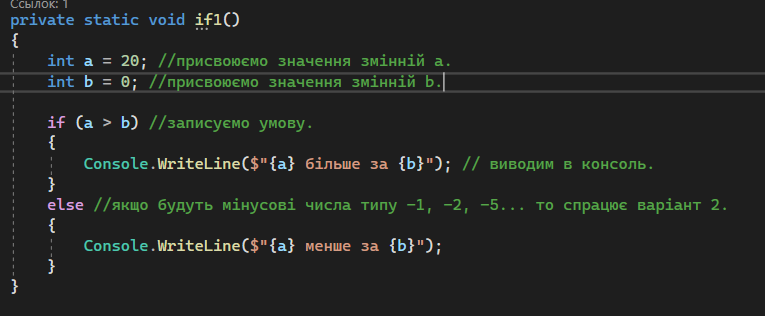 Ссылок: 1
private static void if1()
{
int a = 20; //присвоюємо значення змінній a.
int b = 0; //присвоюємо значення змінній b.
if (a > b) //записуємо умову.
{
Console.WriteLine($"{a} більше за {b}"); // виводим в консоль.
}
else //якщо будуть мінусові числа типу -1, -2, -5... то спрацює варіант 2.
{
Console.WriteLine($"{a} менше за {b}");
}
}